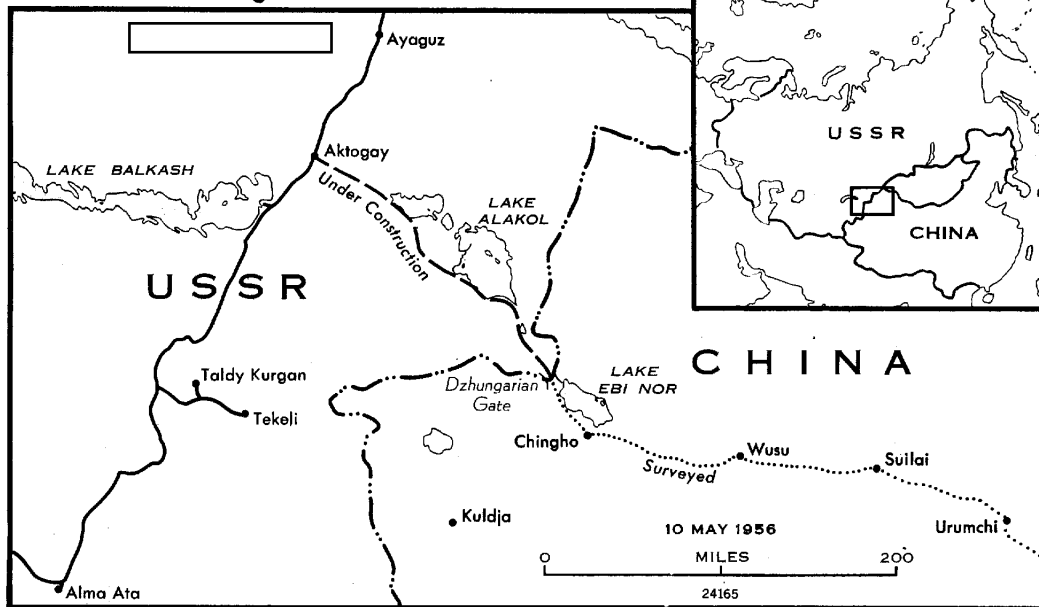 Ayaguz
USSR
Aktogay
LAKE BALKASH
Under Construction
LAKE
ALAKOL
CHINA
USSR
CHINA
Taldy Kurgan
Dzhungarian
Gate
LAKE
EBI NOR
Tekeli
Chingho
Wusu
Surveyed
Suilai
Kuldja
10 MAY 1956
Urumchi
0
MILES
200
Alma Ata
24165